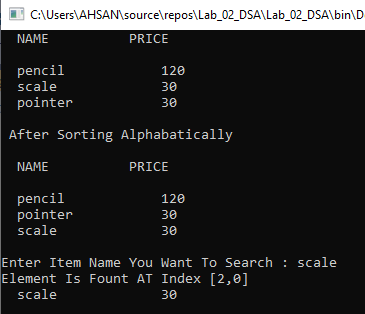 C:\Users\AHSAN\source\repos\Lab_02_DSA\Lab_02_DSA\bin\D
NAME PRICE
pencil 120
scale 30
pointer 30
After Sorting Alphabatically
NAME PRICE
pencil 120
pointer 30
scale 30
Enter Item Name You Want To Search : scale
Element Is Fount AT Index [2,0]
scale 30